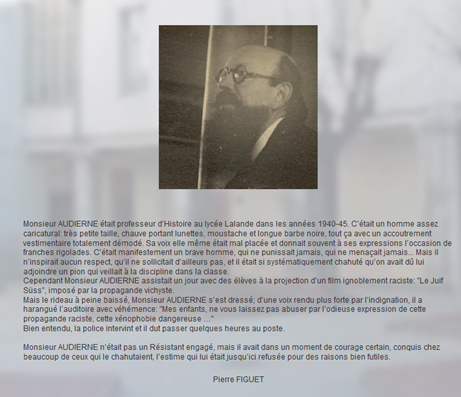 Monsieur AUDIERNE était professeur d'Histoire au lycée Lalande dans les années 1940-45. C'était un homme assez
caricatural: très petite taille, chauve portant lunettes, moustache et longue barbe noire, tout ça avec un accoutrement
vestimentaire totalement démodé. Sa voix elle même était mal placée et donnait souvent à ses expressions l'occasion de
franches rigolades. C'était manifestement un brave homme, qui ne punissait jamais, qui ne menaçait jamais... Mais il
n'inspirait aucun respect, qu'il ne sollicitait d'ailleurs pas, et il était si systématiquement chahuté qu'on avait dû lui
adjoindre un pion qui veillait à la discipline dans la classe.
Cependant Monsieur AUDIERNE assistait un jour avec des élèves à la projection d'un film ignoblement raciste: "Le Juif
Süss", imposé par la propagande vichyste.
Mais le rideau à peine baissé, Monsieur AUDIERNE s'est dressé; d'une voix rendu plus forte par l'indignation, il a
harangué l'auditoire avec véhémence: "Mes enfants, ne vous laissez pas abuser par l'odieuse expression de cette
propagande raciste, cette xénophobie dangereuse ..."
Bien entendu, la police intervint et il dut passer quelques heures au poste.
Monsieur AUDIERNE n'était pas un Résistant engagé, mais il avait dans un moment de courage certain, conquis chez
beaucoup de ceux qui le chahutaient, l'estime qui lui était jusqu'ici refusée pour des raisons bien futiles.
Pierre FIGUET